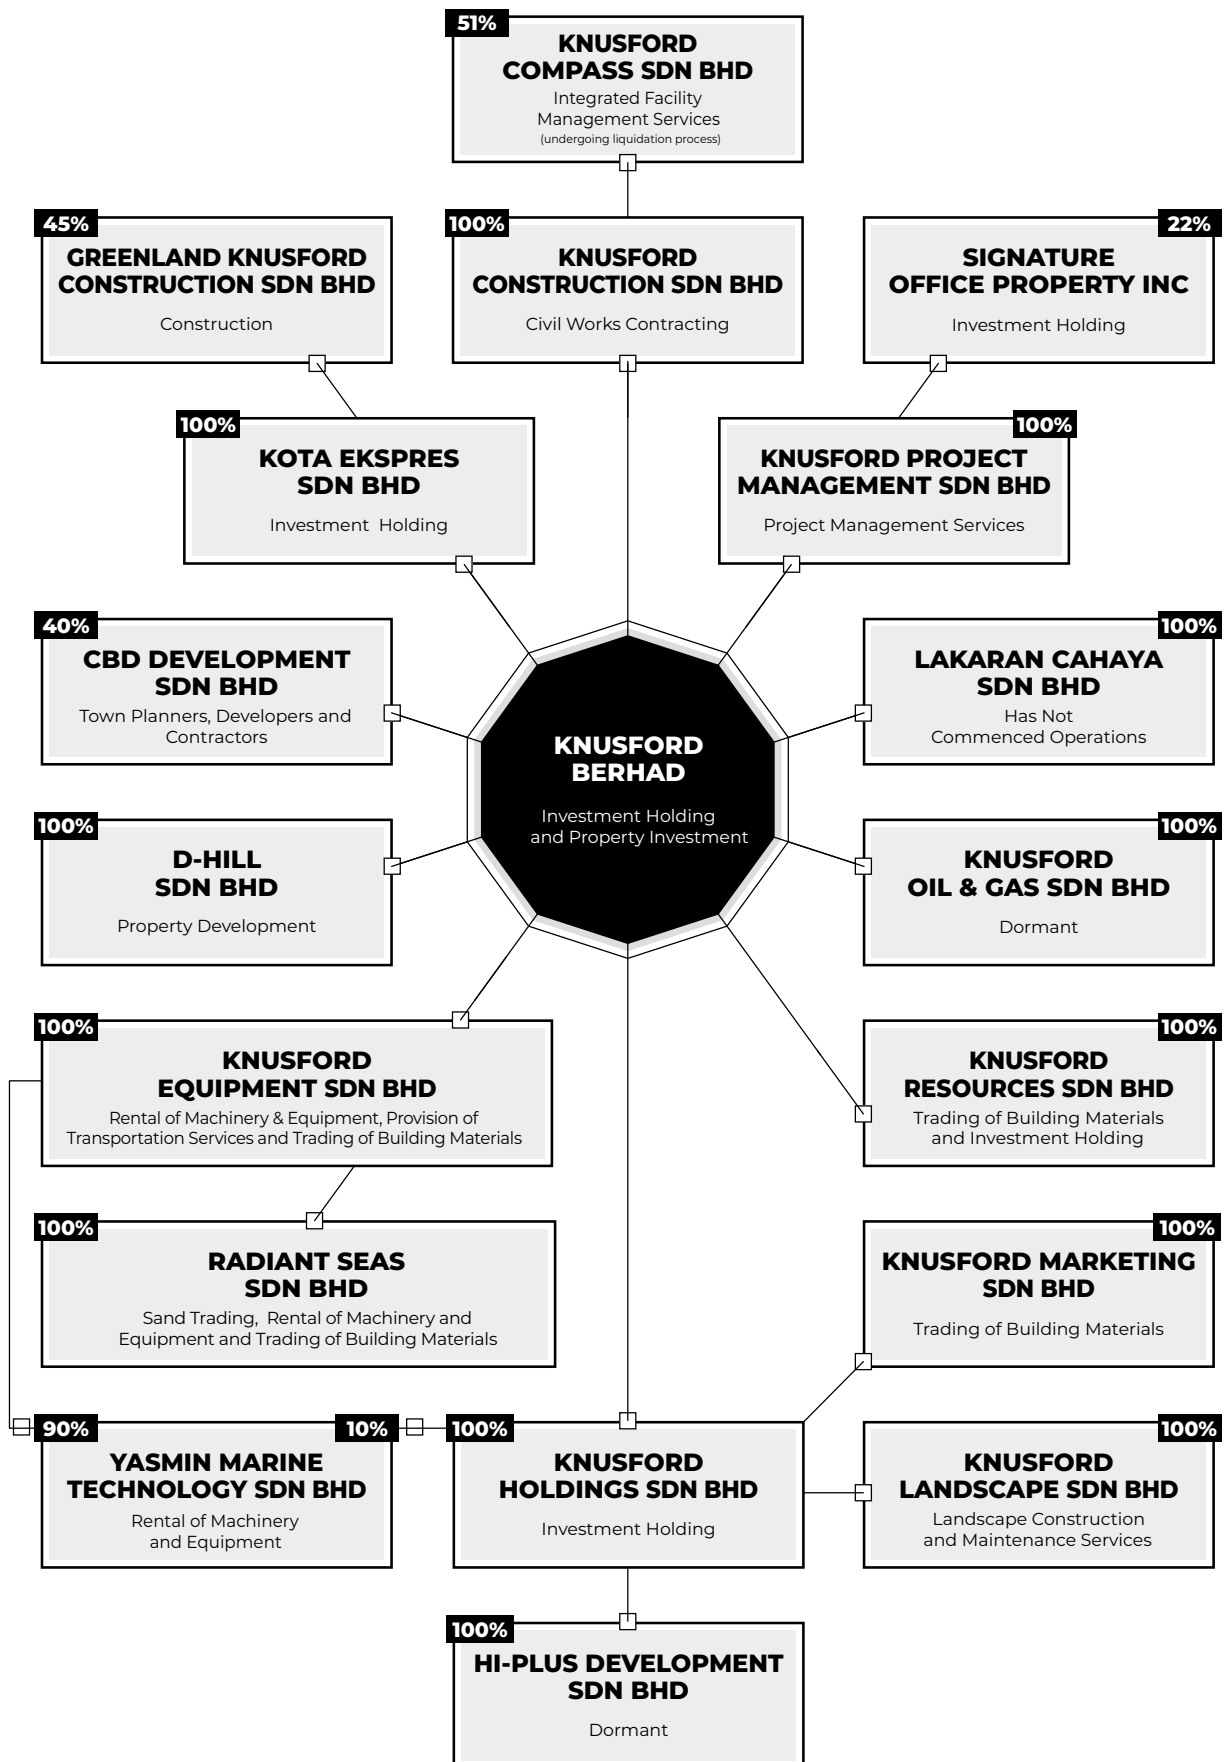 51%
KNUSFORD
COMPASS SDN BHD
Integrated Facility
Management Services
(undergoing liquidation process)
45%
GREENLAND KNUSFORD
CONSTRUCTION SDN BHD
Construction
100%
KNUSFORD
CONSTRUCTION SDN BHD
Civil Works Contracting
22%
SIGNATURE
OFFICE PROPERTY INC
Investment Holding
100%
KOTA EKSPRES
SDN BHD
Investment Holding
100%
KNUSFORD PROJECT
MANAGEMENT SDN BHD
Project Management Services
40%
CBD DEVELOPMENT
SDN BHD
Town Planners, Developers and
Contractors
KNUSFORD
BERHAD
Investment Holding
and Property Investment
100%
LAKARAN CAHAYA
SDN BHD
Has Not
Commenced Operations
100%
D-HILL
SDN BHD
Property Development
100%
KNUSFORD
OIL & GAS SDN BHD
Dormant
100%
KNUSFORD
EQUIPMENT SDN BHD
Rental of Machinery & Equipment, Provision of
Transportation Services and Trading of Building Materials
100%
KNUSFORD
RESOURCES SDN BHD
Trading of Building Materials
and Investment Holding
100%
RADIANT SEAS
SDN BHD
Sand Trading, Rental of Machinery and
Equipment and Trading of Building Materials
100%
KNUSFORD MARKETING
SDN BHD
Trading of Building Materials
90%
10%
YASMIN MARINE
TECHNOLOGY SDN BHD
Rental of Machinery
and Equipment
100%
KNUSFORD
HOLDINGS SDN BHD
Investment Holding
100%
KNUSFORD
LANDSCAPE SDN BHD
Landscape Construction
and Maintenance Services
100%
HI-PLUS DEVELOPMENT
SDN BHD
Dormant